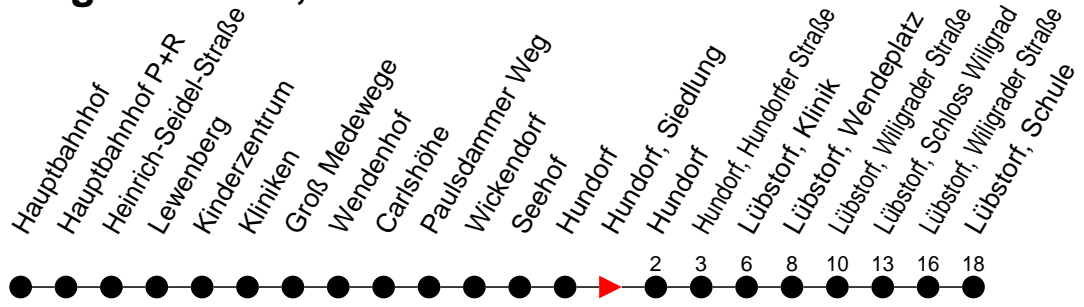 Hauptbahnhof
Hauptbahnhof P+R
Heinrich-Seidel-Straße
Lewenberg
Kinderzentrum
Kliniken
Groß Medewege
Wendenhof
Carlshöhe
Paulsdammer Weg
Wickendorf
Seehof
Hundorf
Hundorf, Siedlung
Hundorf
Hundorf, Hundorfer Straße
Lübstorf, Klinik
Lübstorf, Wendeplatz
Lübstorf, Wiligrader Straße
Lübstorf, Schloss Wiligrad
Lübstorf, Wiligrader Straße
Lübstorf, Schule
2 3 6 8 10 13 16 18